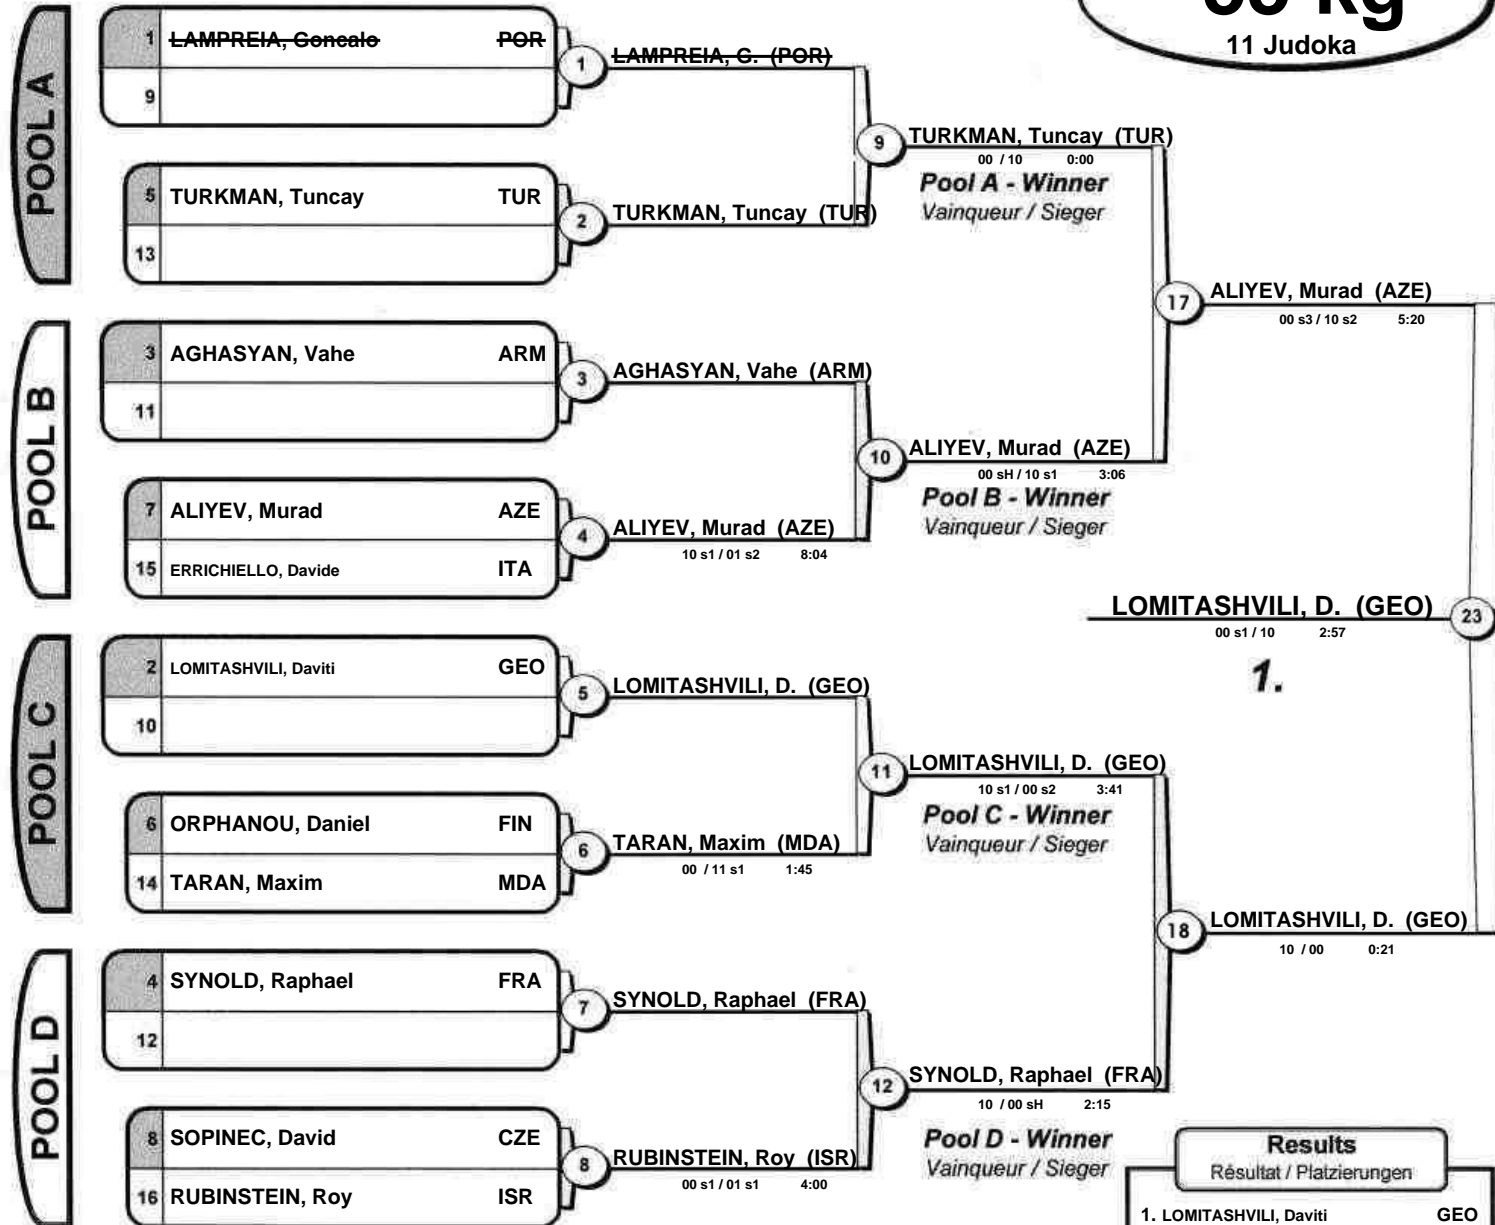 kg
11 Judoka
POOL A
1 LAMPREIA, Goncalo POR
9
1
LAMPREIA, G. (POR)
5 TURKMAN, Tuncay TUR
13
2
TURKMAN, Tuncay (TUR)
9
TURKMAN, Tuncay (TUR)
00 / 10 0:00
Pool A - Winner
Vainqueur / Sieger
POOL B
3 AGHASYAN, Vahe ARM
11
3
AGHASYAN, Vahe (ARM)
7 ALIYEV, Murad AZE
15 ERRICHIELLO, Davide ITA
4
ALIYEV, Murad (AZE)
10 s1 / 01 s2 8:04
10
ALIYEV, Murad (AZE)
00 sH / 10 s1 3:06
Pool B - Winner
Vainqueur / Sieger
17
ALIYEV, Murad (AZE)
00 s3 / 10 s2 5:20
LOMITASHVILI, D. (GEO)
23
00 s1 / 10 2:57
1.
POOL C
2 LOMITASHVILI, Daviti GEO
10
5
LOMITASHVILI, D. (GEO)
6 ORPHANOU, Daniel FIN
14 TARAN, Maxim MDA
6
TARAN, Maxim (MDA)
00 / 11 s1 1:45
11
LOMITASHVILI, D. (GEO)
10 s1 / 00 s2 3:41
Pool C - Winner
Vainqueur / Sieger
18
LOMITASHVILI, D. (GEO)
10 / 00 0:21
POOL D
4 SYNOLD, Raphael FRA
12
7
SYNOLD, Raphael (FRA)
8 SOPINEC, David CZE
16 RUBINSTEIN, Roy ISR
8
RUBINSTEIN, Roy (ISR)
00 s1 / 01 s1 4:00
12
SYNOLD, Raphael (FRA)
10 / 00 sH 2:15
Pool D - Winner
Vainqueur / Sieger
Results
Résultat / Platzierungen
1. LOMITASHVILI, Daviti GEO